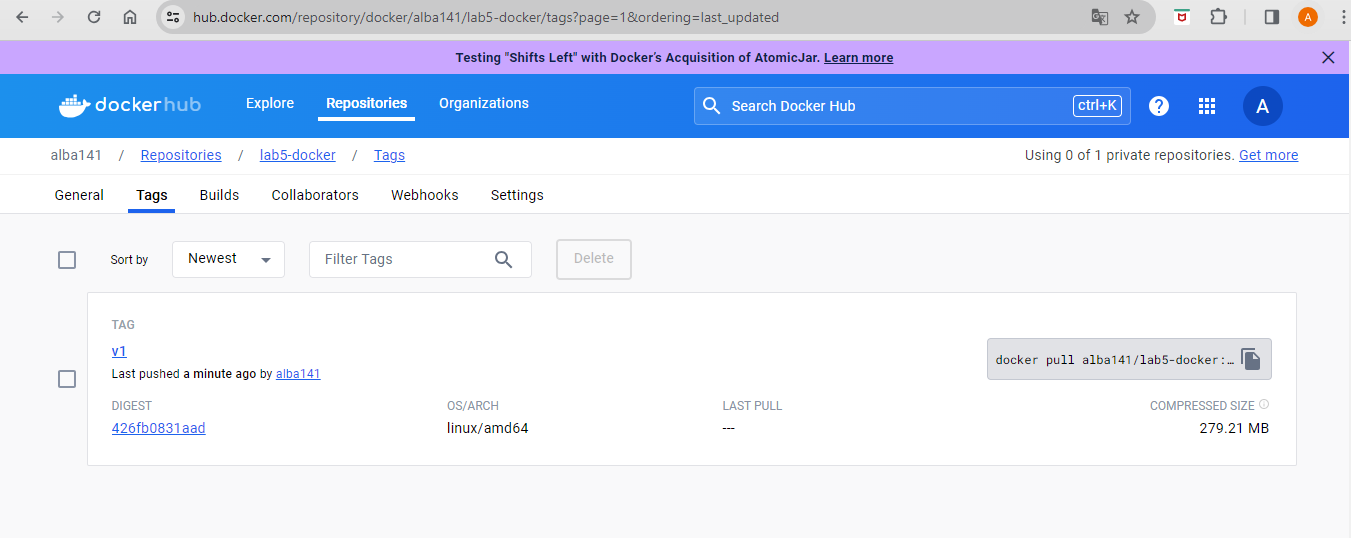 hub.docker.com/repository/docker/alba141/lab5-docker/tags?page=1&ordering=last_updated
A
Testing "Shifts Left" with Docker's Acquisition of AtomicJar. Learn more
dockerhub Explore Repositories Organizations Search Docker Hub ctrl+K ? A
alba141 / Repositories / lab5-docker / Tags Using 0 of 1 private repositories. Get more
General Tags Builds Collaborators Webhooks Settings
Sort by Newest Filter Tags Delete
TAG
v1
docker pull alba141/lab5-docker:…
Last pushed a minute ago by alba141
DIGEST OS/ARCH LAST PULL COMPRESSED SIZE
426fb0831aad linux/amd64 --- 279.21 MB